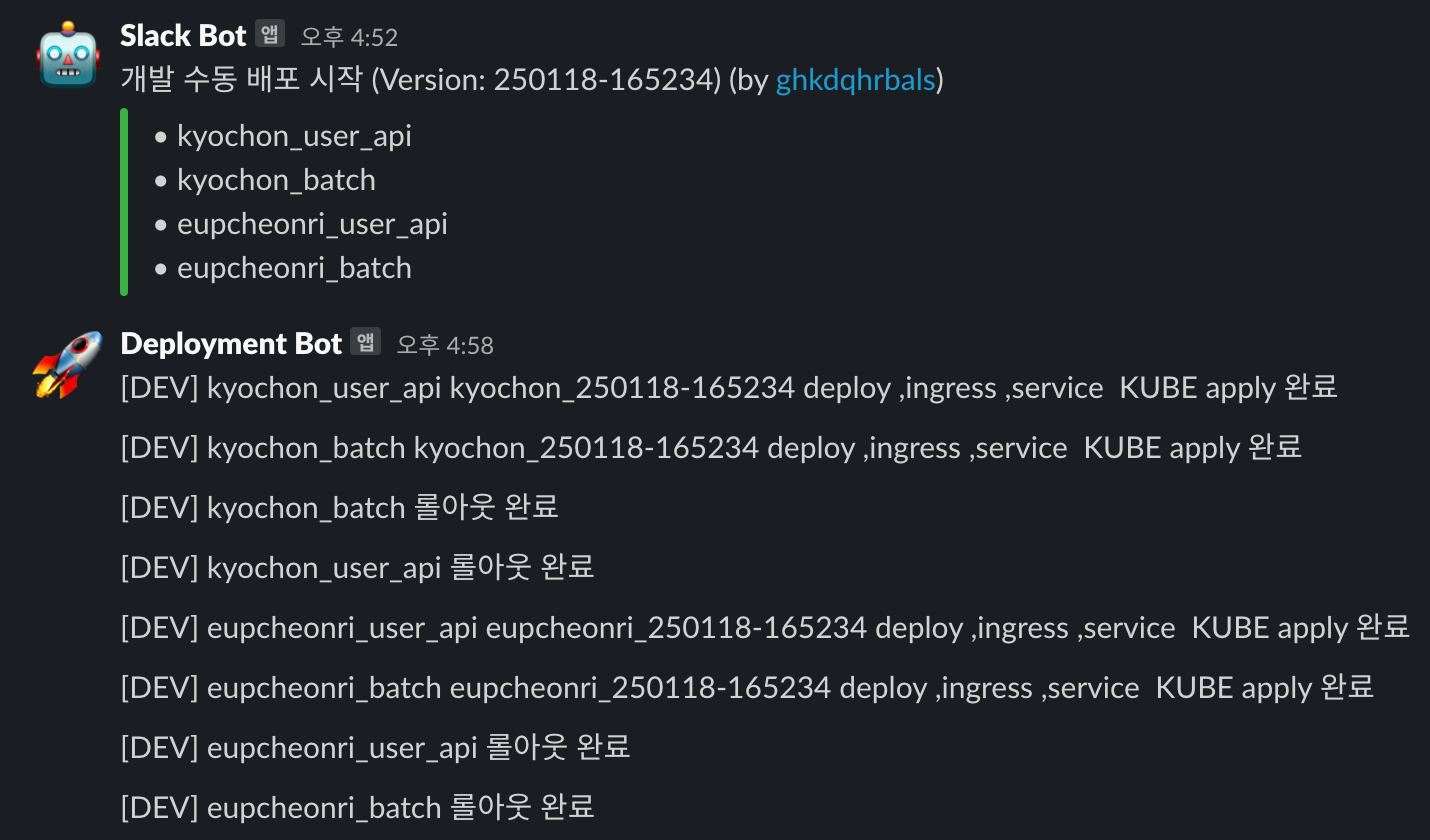 Slack Bot 앱 오후 4:52
개발 수동 배포 시작 (Version: 250118-165234) (by ghkdqhrbals)
• kyochon_user_api
• kyochon_batch
• eupcheonri_user_api
• eupcheonri_batch
Deployment Bot 앱 오후 4:58
[DEV] kyochon_user_api kyochon_250118-165234 deploy ,ingress ,service  KUBE apply 완료
[DEV] kyochon_batch kyochon_250118-165234 deploy ,ingress ,service  KUBE apply 완료
[DEV] kyochon_batch 롤아웃 완료
[DEV] kyochon_user_api 롤아웃 완료
[DEV] eupcheonri_user_api eupcheonri_250118-165234 deploy ,ingress ,service  KUBE apply 완료
[DEV] eupcheonri_batch eupcheonri_250118-165234 deploy ,ingress ,service  KUBE apply 완료
[DEV] eupcheonri_user_api 롤아웃 완료
[DEV] eupcheonri_batch 롤아웃 완료